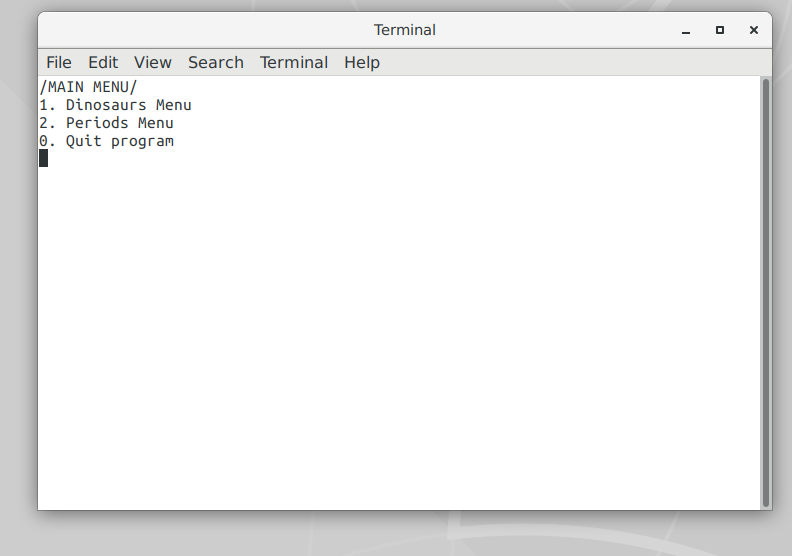 Terminal
File Edit View Search Terminal Help
/MAIN MENU/
1. Dinosaurs Menu
2. Periods Menu
0. Quit program